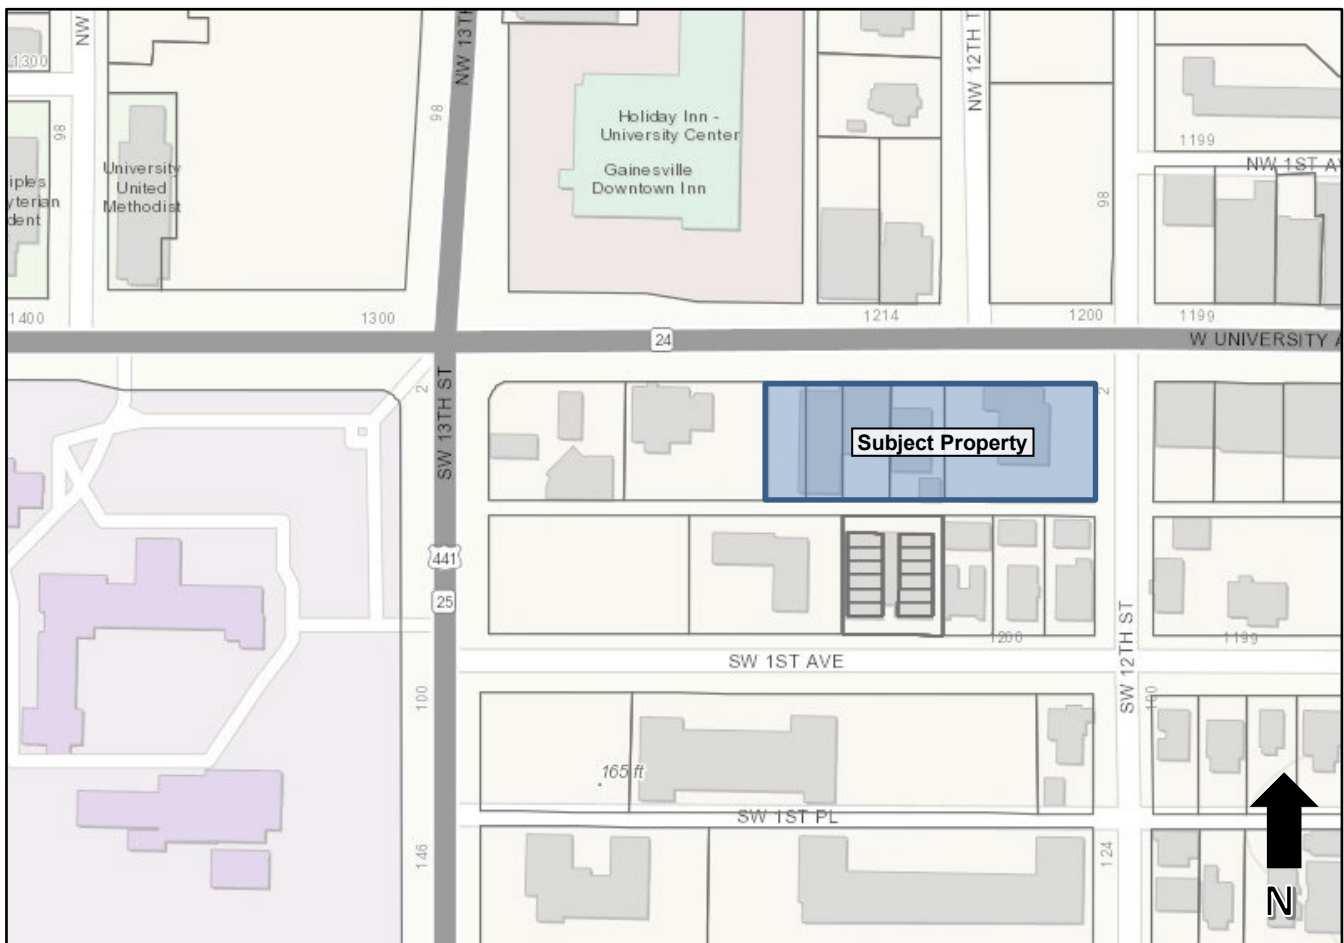 NW
NW 13TH
NW 12TH T
1300
98
98
Holiday Inn -
University Center
Gainesville
Downtown Inn
University
United
Methodist
iples
yterian
dent
1199
NW 1ST A
98
1400
1300
1214
1200
1199
24
W UNIVERSITY A
2
2
SW 13TH ST
Subject Property
441
25
SW 12TH ST
1200
1199
SW 1ST AVE
100
100
165 ft
SW 1ST PL
146
124
N